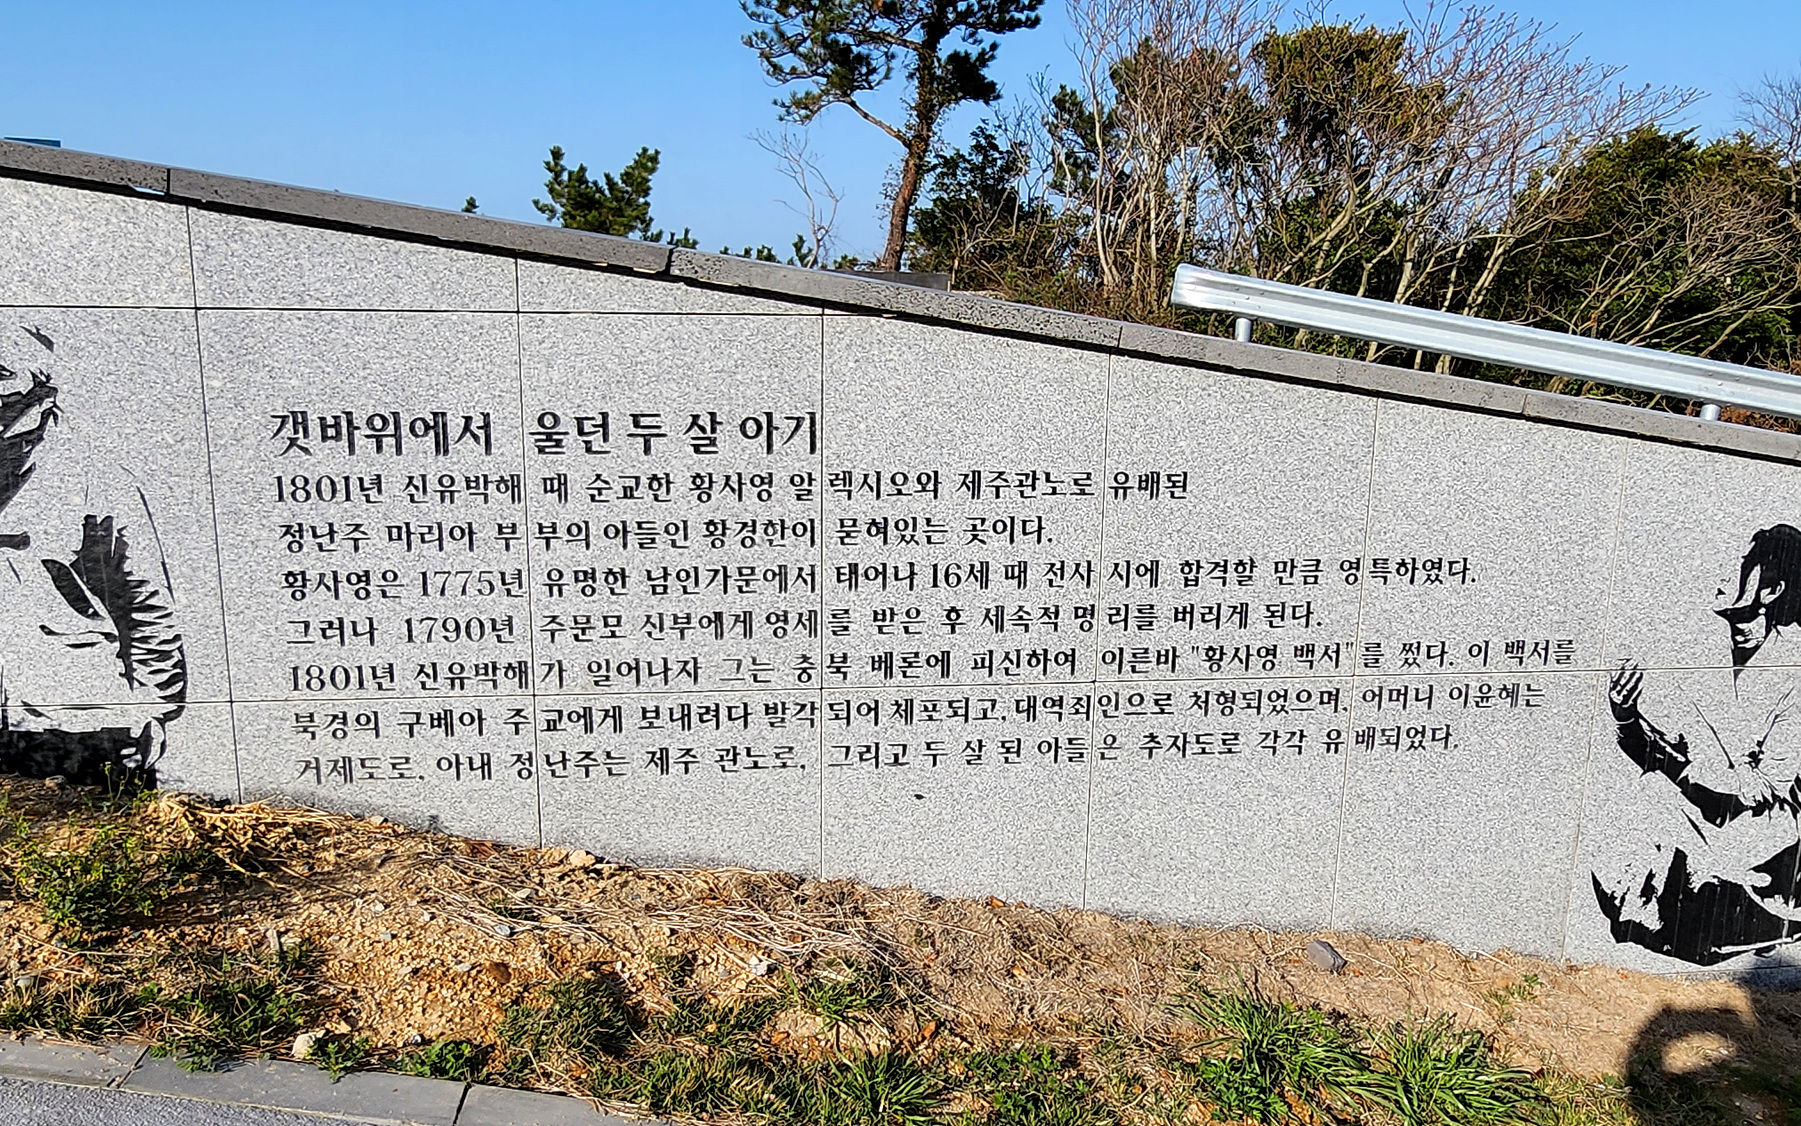 갯바위에서 울던 두 살 아기
1801년 신유박해 때 순교한 황사영 알렉시오와 제주관노로 유배된
정난주 마리아 부부의 아들인 황경한이 묻혀있는 곳이다.
황사영은 1775년 유명한 남인가문에서 태어나 16세 때 전사 시에 합격할 만큼 영특하였다.
그러나 1790년 주문모 신부에게 영세를 받은 후 세속적 명리를 버리게 된다.
1801년 신유박해가 일어나자 그는 충북 베론에 피신하여 이른바 "황사영 백서"를 썼다. 이 백서를
북경의 구베아 주교에게 보내려다 발각되어 체포되고, 대역죄인으로 처형되었으며, 어머니 이윤혜는
거제도로, 아내 정난주는 제주 관노로, 그리고 두 살 된 아들은 추자도로 각각 유배되었다.